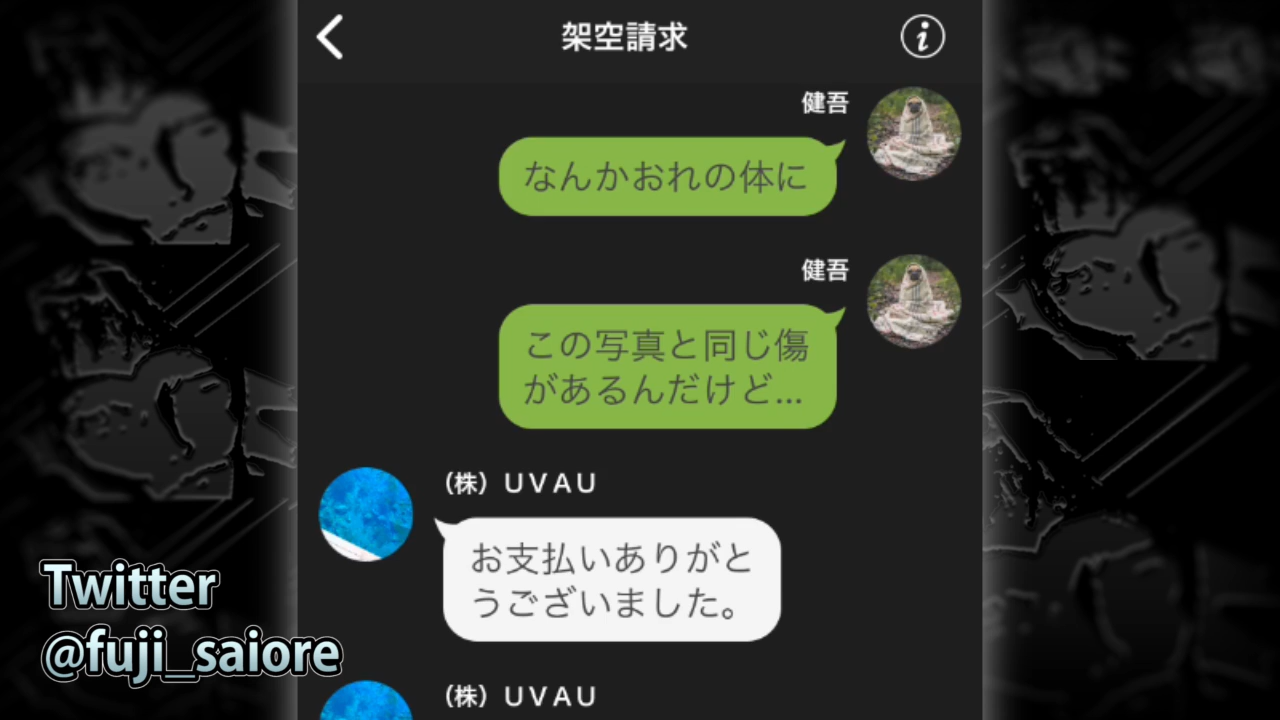 架空請求
健吾
なんかおれの体に
健吾
この写真と同じ傷
があるんだけど...
（株）ＵＶＡＵ
お支払いありがと
うございました。
（株）ＵＶＡＵ
Twitter
@fuji_saiore